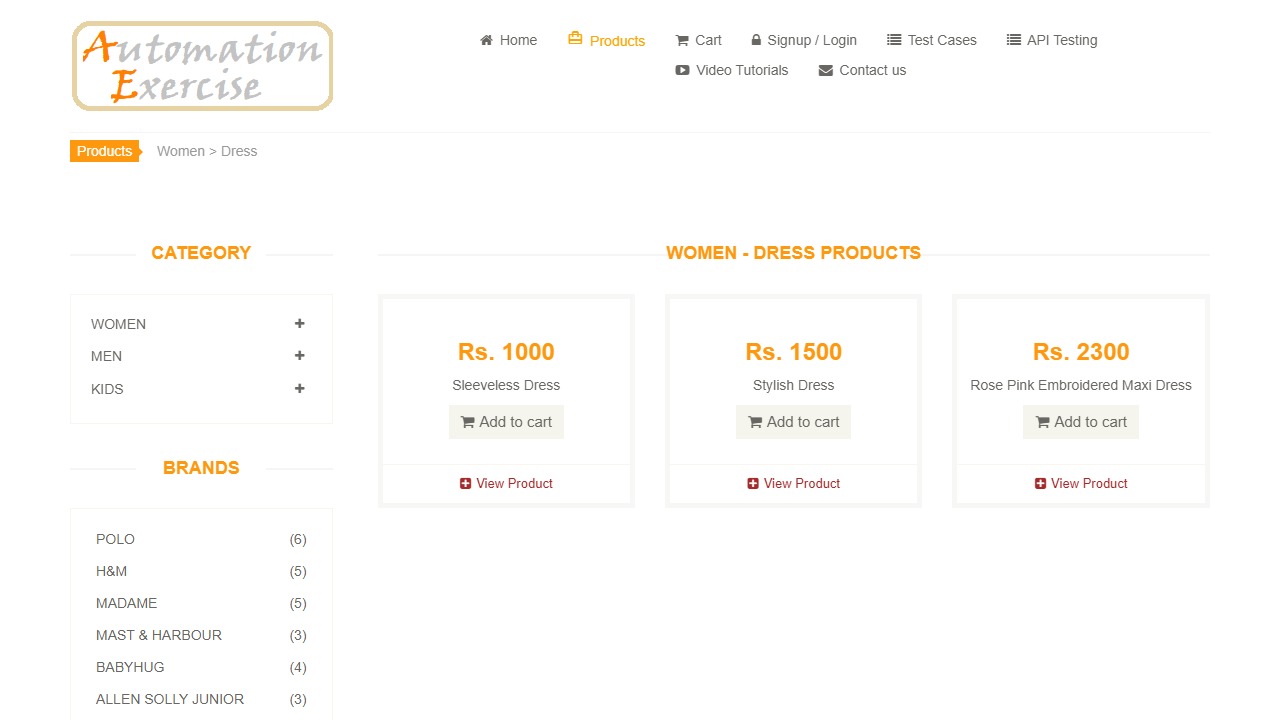 Automation
Exercise
Home
Products
Cart
Signup / Login
Test Cases
API Testing
Video Tutorials
Contact us
Products
Women > Dress
CATEGORY
WOMEN
MEN
KIDS
BRANDS
POLO (6)
H&M (5)
MADAME (5)
MAST & HARBOUR (3)
BABYHUG (4)
ALLEN SOLLY JUNIOR (3)
WOMEN - DRESS PRODUCTS
Rs. 1000
Sleeveless Dress
Add to cart
View Product
Rs. 1500
Stylish Dress
Add to cart
View Product
Rs. 2300
Rose Pink Embroidered Maxi Dress
Add to cart
View Product